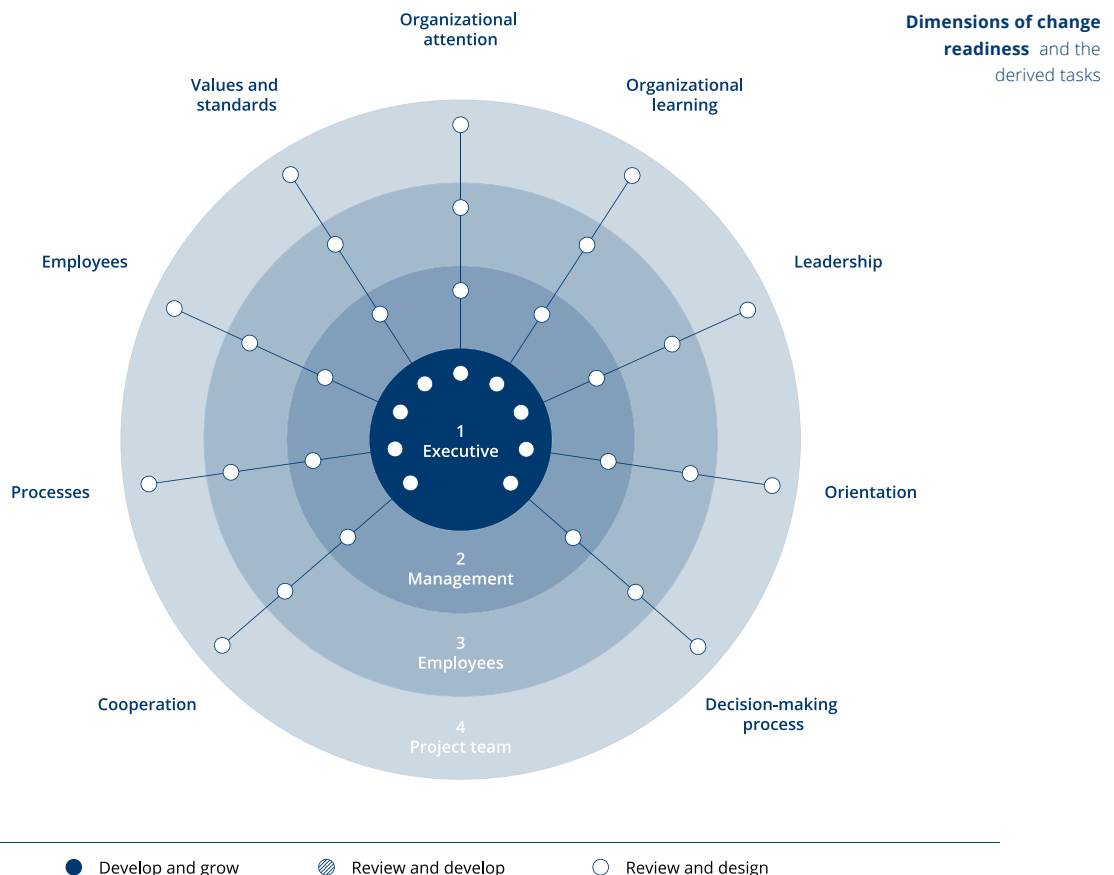 Dimensions of change
readiness and the
derived tasks
Organizational
attention
Values and
standards
Organizational
learning
Employees
Leadership
Processes
Orientation
Cooperation
Decision-making
process
1
Executive
2
Management
3
Employees
4
Project team
Develop and grow
Review and develop
Review and design